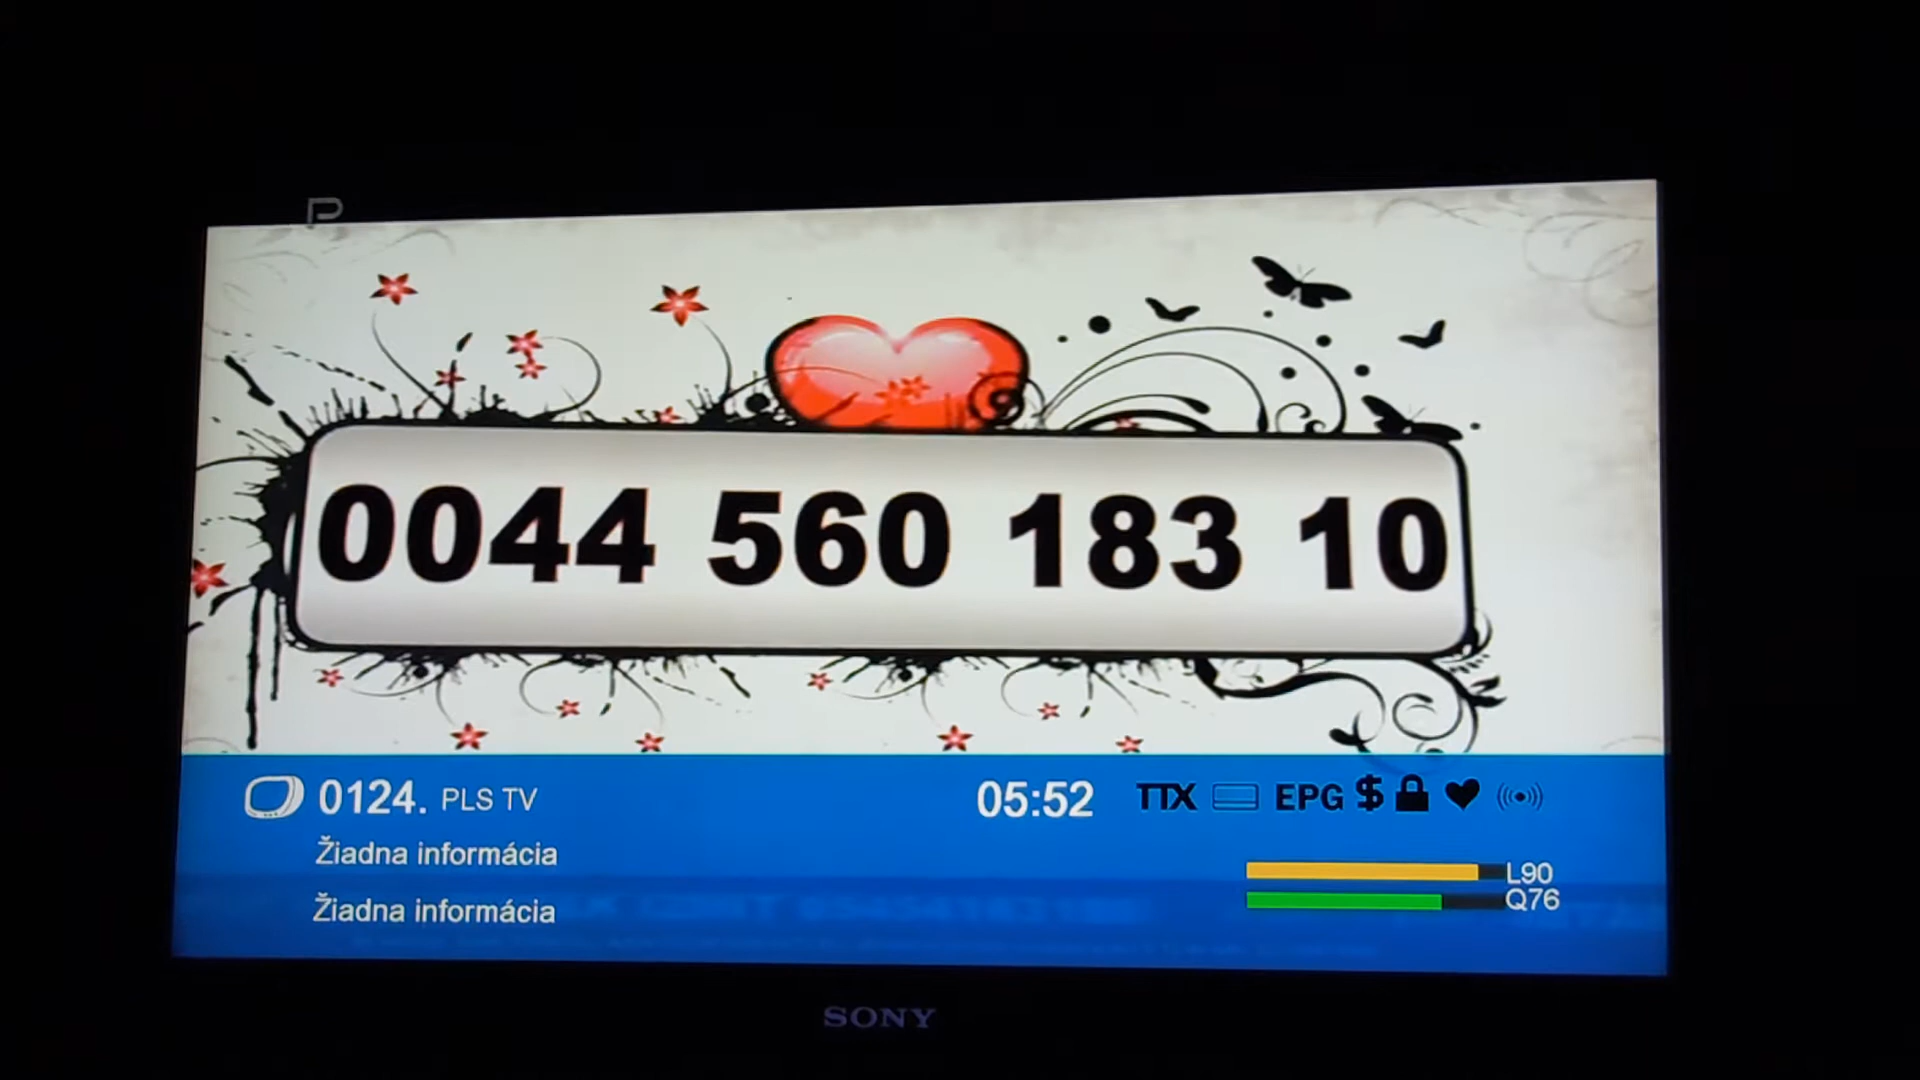 0044 560 183 10
0124. PLS TV 05:52 TTX EPG $
Žiadna informácia
L90
Žiadna informácia
Q76
SONY